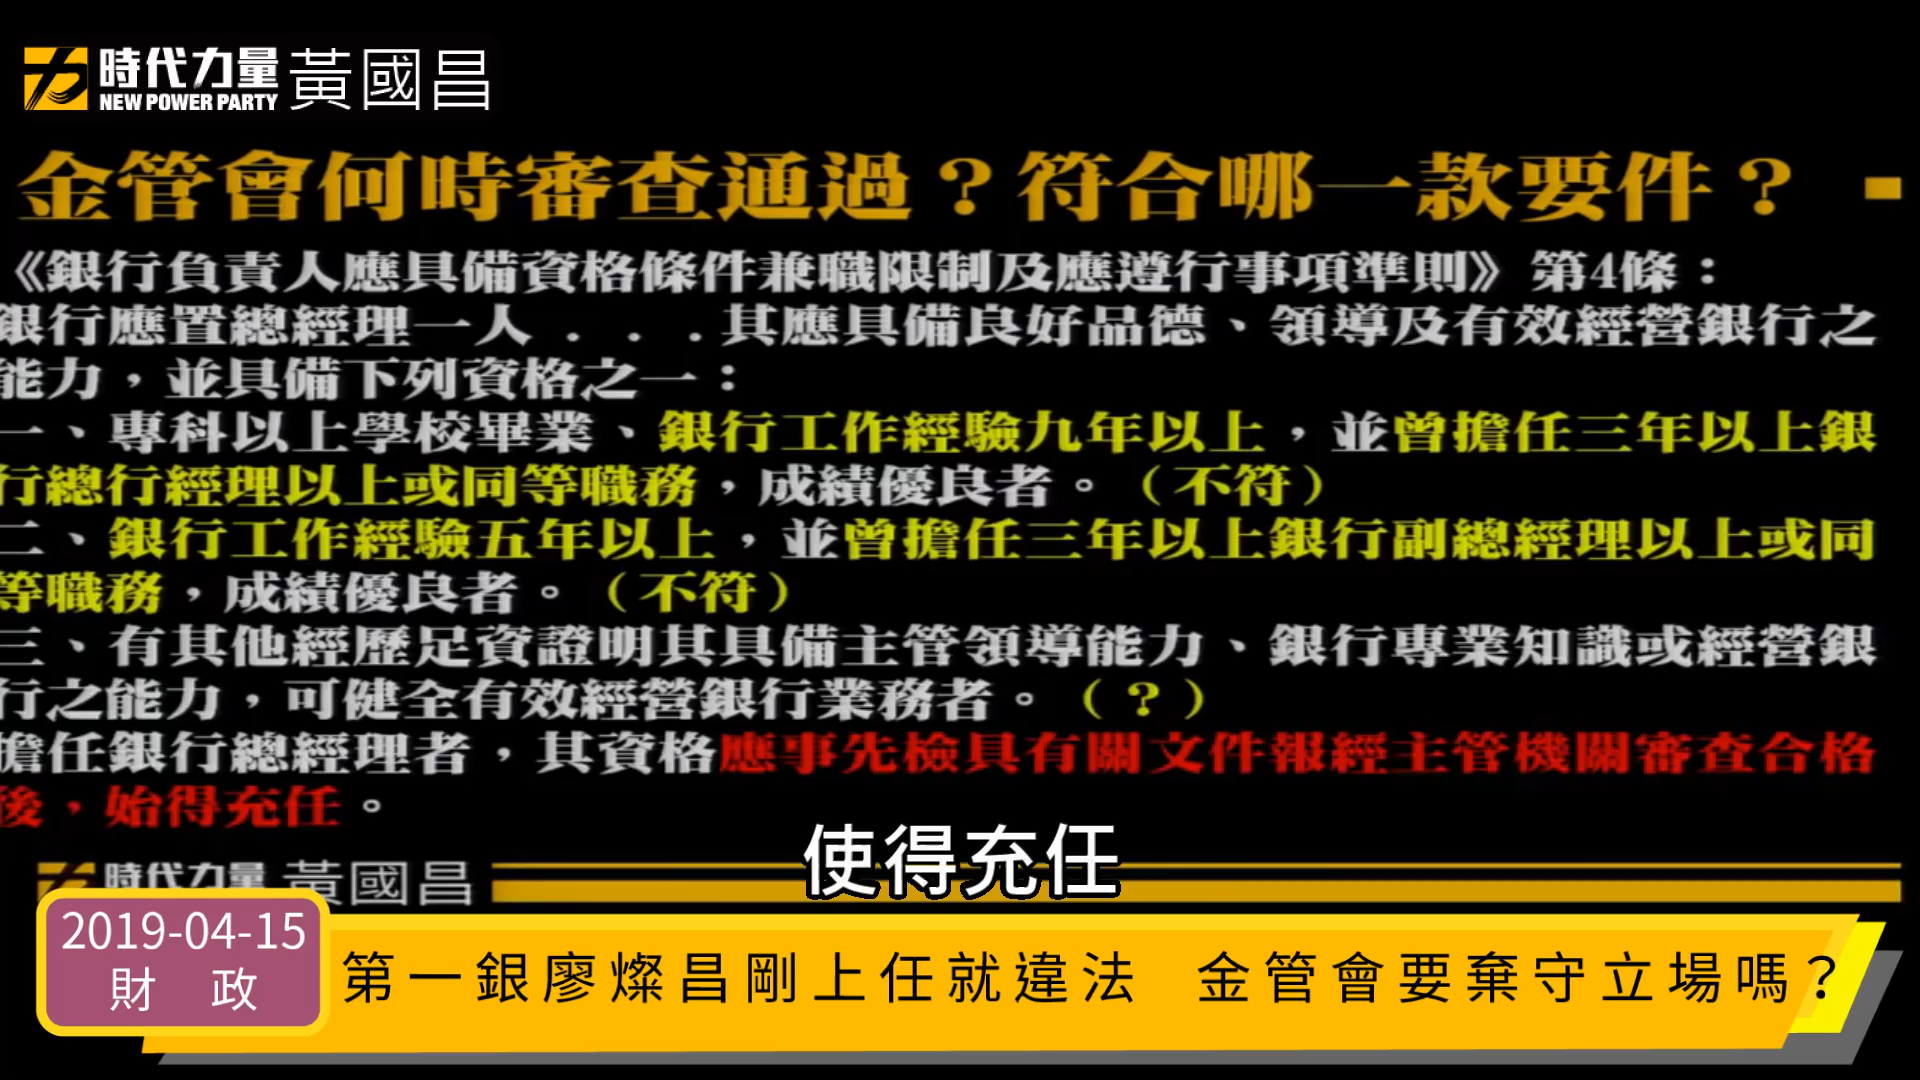 時代力量 黃國昌
NEW POWER PARTY
金管會何時審查通過？符合哪一款要件？
《銀行負責人應具備資格條件兼職限制及應遵行事項準則》第4條：
銀行應置總經理一人...其應具備良好品德、領導及有效經營銀行之
能力，並具備下列資格之一：
一、專科以上學校畢業、銀行工作經驗九年以上，並曾擔任三年以上銀
行總行經理以上或同等職務，成績優良者。（不符）
二、銀行工作經驗五年以上，並曾擔任三年以上銀行副總經理以上或同
等職務，成績優良者。（不符）
三、有其他經歷足資證明其具備主管領導能力、銀行專業知識或經營銀
行之能力，可健全有效經營銀行業務者。（？）
擔任銀行總經理者，其資格應事先檢具有關文件報經主管機關審查合格
後，始得充任。
使得充任
時代力量 黃國昌
2019-04-15
財 政
第一銀廖燦昌剛上任就違法 金管會要棄守立場嗎？